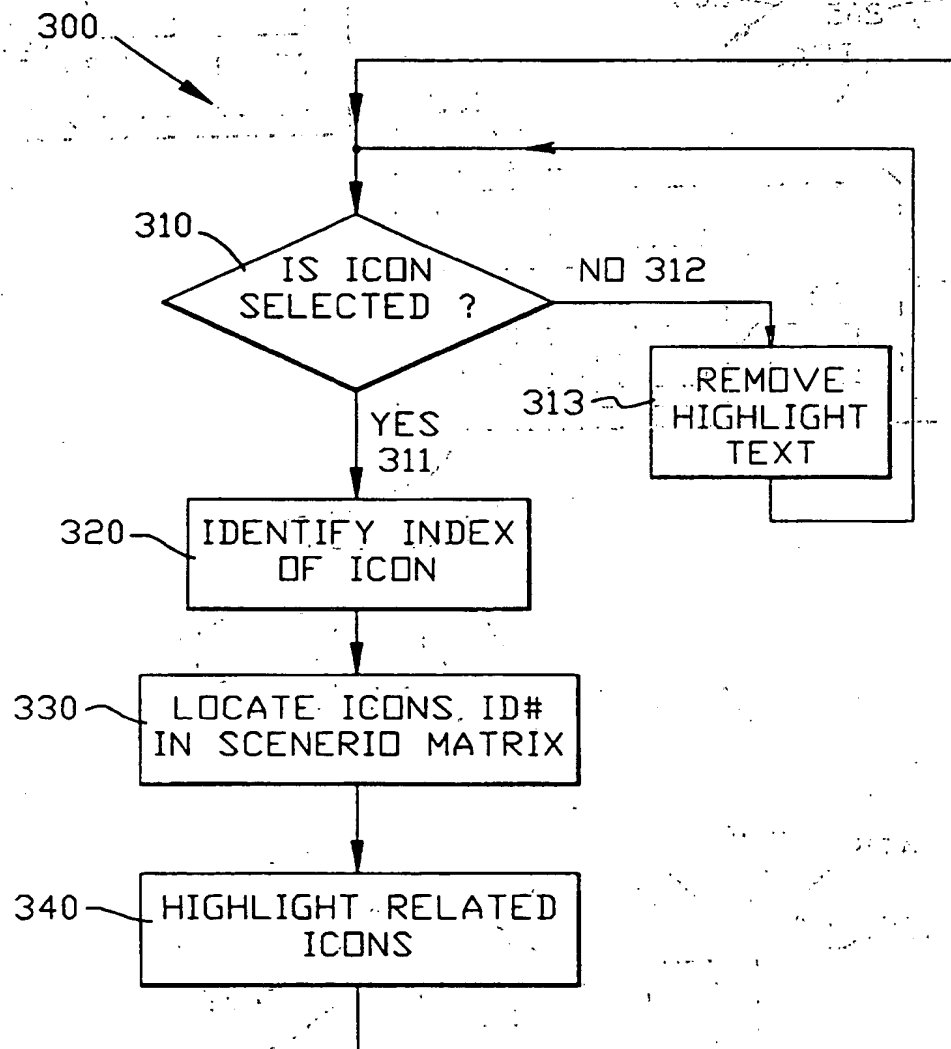 300
310
IS ICON
SELECTED ?
NO 312
313
REMOVE
HIGHLIGHT
TEXT
YES
311
320
IDENTIFY INDEX
OF ICON
330
LOCATE ICONS ID#
IN SCENERIO MATRIX
340
HIGHLIGHT RELATED
ICONS